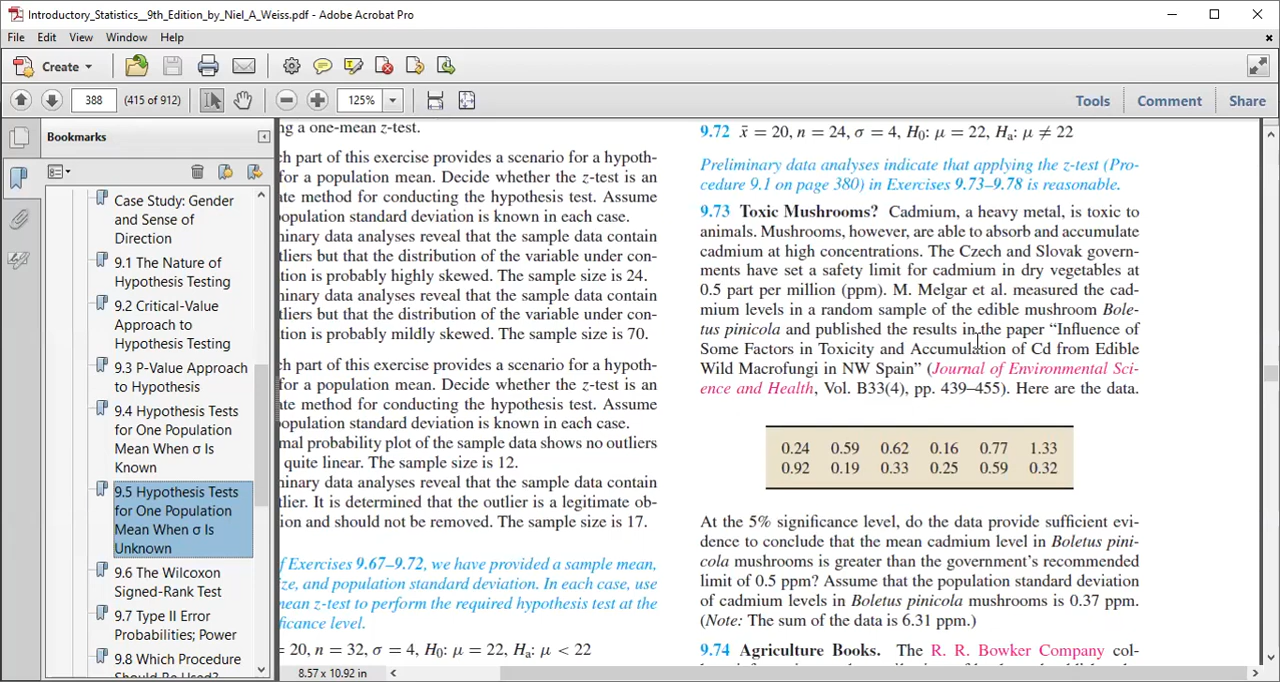 Introductory_Statistics__9th_Edition_by_Niel_A_Weiss.pdf - Adobe Acrobat Pro
File Edit View Window Help
Create
388 (415 of 912) 125% Tools Comment Share
Bookmarks
Case Study: Gender
and Sense of
Direction
9.1 The Nature of
Hypothesis Testing
9.2 Critical-Value
Approach to
Hypothesis Testing
9.3 P-Value Approach
to Hypothesis
9.4 Hypothesis Tests
for One Population
Mean When σ Is
Known
9.5 Hypothesis Tests
for One Population
Mean When σ Is
Unknown
9.6 The Wilcoxon
Signed-Rank Test
9.7 Type II Error
Probabilities; Power
9.8 Which Procedure
Should Be Used?
ng a one-mean z-test.
ch part of this exercise provides a scenario for a hypoth-
for a population mean. Decide whether the z-test is an
ate method for conducting the hypothesis test. Assume
opulation standard deviation is known in each case.
minary data analyses reveal that the sample data contain
tliers but that the distribution of the variable under con-
tion is probably highly skewed. The sample size is 24.
minary data analyses reveal that the sample data contain
tliers but that the distribution of the variable under con-
tion is probably mildly skewed. The sample size is 70.
ch part of this exercise provides a scenario for a hypoth-
for a population mean. Decide whether the z-test is an
ate method for conducting the hypothesis test. Assume
opulation standard deviation is known in each case.
mal probability plot of the sample data shows no outliers
quite linear. The sample size is 12.
minary data analyses reveal that the sample data contain
tlier. It is determined that the outlier is a legitimate ob-
ion and should not be removed. The sample size is 17.
f Exercises 9.67–9.72, we have provided a sample mean,
ize, and population standard deviation. In each case, use
mean z-test to perform the required hypothesis test at the
ficance level.
= 20, n = 32, σ = 4, H0: μ = 22, Ha: μ < 22
9.72 x̄ = 20, n = 24, σ = 4, H0: μ = 22, Ha: μ ≠ 22
Preliminary data analyses indicate that applying the z-test (Pro-
cedure 9.1 on page 380) in Exercises 9.73–9.78 is reasonable.
9.73 Toxic Mushrooms? Cadmium, a heavy metal, is toxic to
animals. Mushrooms, however, are able to absorb and accumulate
cadmium at high concentrations. The Czech and Slovak govern-
ments have set a safety limit for cadmium in dry vegetables at
0.5 part per million (ppm). M. Melgar et al. measured the cad-
mium levels in a random sample of the edible mushroom Bole-
tus pinicola and published the results in the paper “Influence of
Some Factors in Toxicity and Accumulation of Cd from Edible
Wild Macrofungi in NW Spain” (Journal of Environmental Sci-
ence and Health, Vol. B33(4), pp. 439–455). Here are the data.
0.24 0.59 0.62 0.16 0.77 1.33
0.92 0.19 0.33 0.25 0.59 0.32
At the 5% significance level, do the data provide sufficient evi-
dence to conclude that the mean cadmium level in Boletus pini-
cola mushrooms is greater than the government’s recommended
limit of 0.5 ppm? Assume that the population standard deviation
of cadmium levels in Boletus pinicola mushrooms is 0.37 ppm.
(Note: The sum of the data is 6.31 ppm.)
9.74 Agriculture Books. The R. R. Bowker Company col-
8.57 x 10.92 in